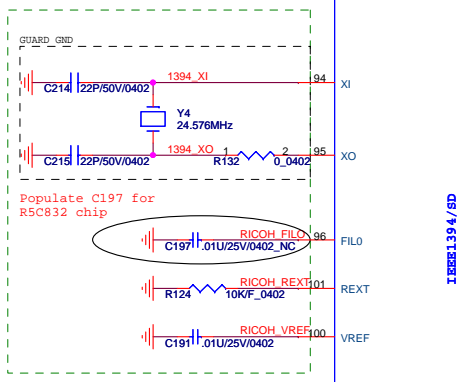 GUARD GND
1394_XI
94
XI
C214
22P/50V/0402
Y4
24.576MHz
1394_XO
1
2
95
XO
C215
22P/50V/0402
R132
0_0402
Populate C197 for
R5C832 chip
RICOH_FILO
96
FIL0
C197
.01U/25V/0402_NC
RICOH_REXT
101
REXT
R124
10K/F_0402
RICOH_VREF
100
VREF
C191
.01U/25V/0402
IEEE1394/SD